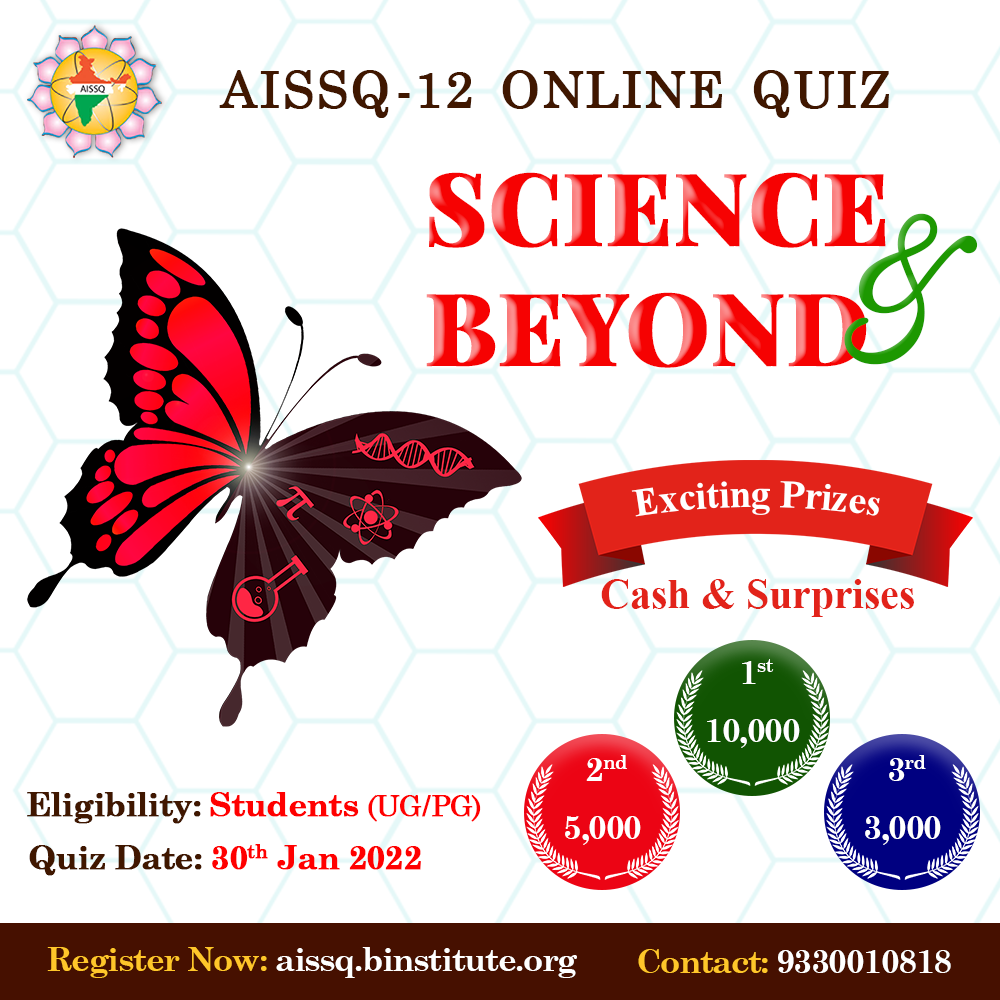 AISSQ
AISSQ-12 ONLINE QUIZ
SCIENCE
&
BEYOND
π
Exciting Prizes
Cash & Surprises
1st
10,000
2nd
5,000
3rd
3,000
Eligibility: Students (UG/PG)
Quiz Date: 30th Jan 2022
Register Now: aissq.binstitute.org
Contact: 9330010818